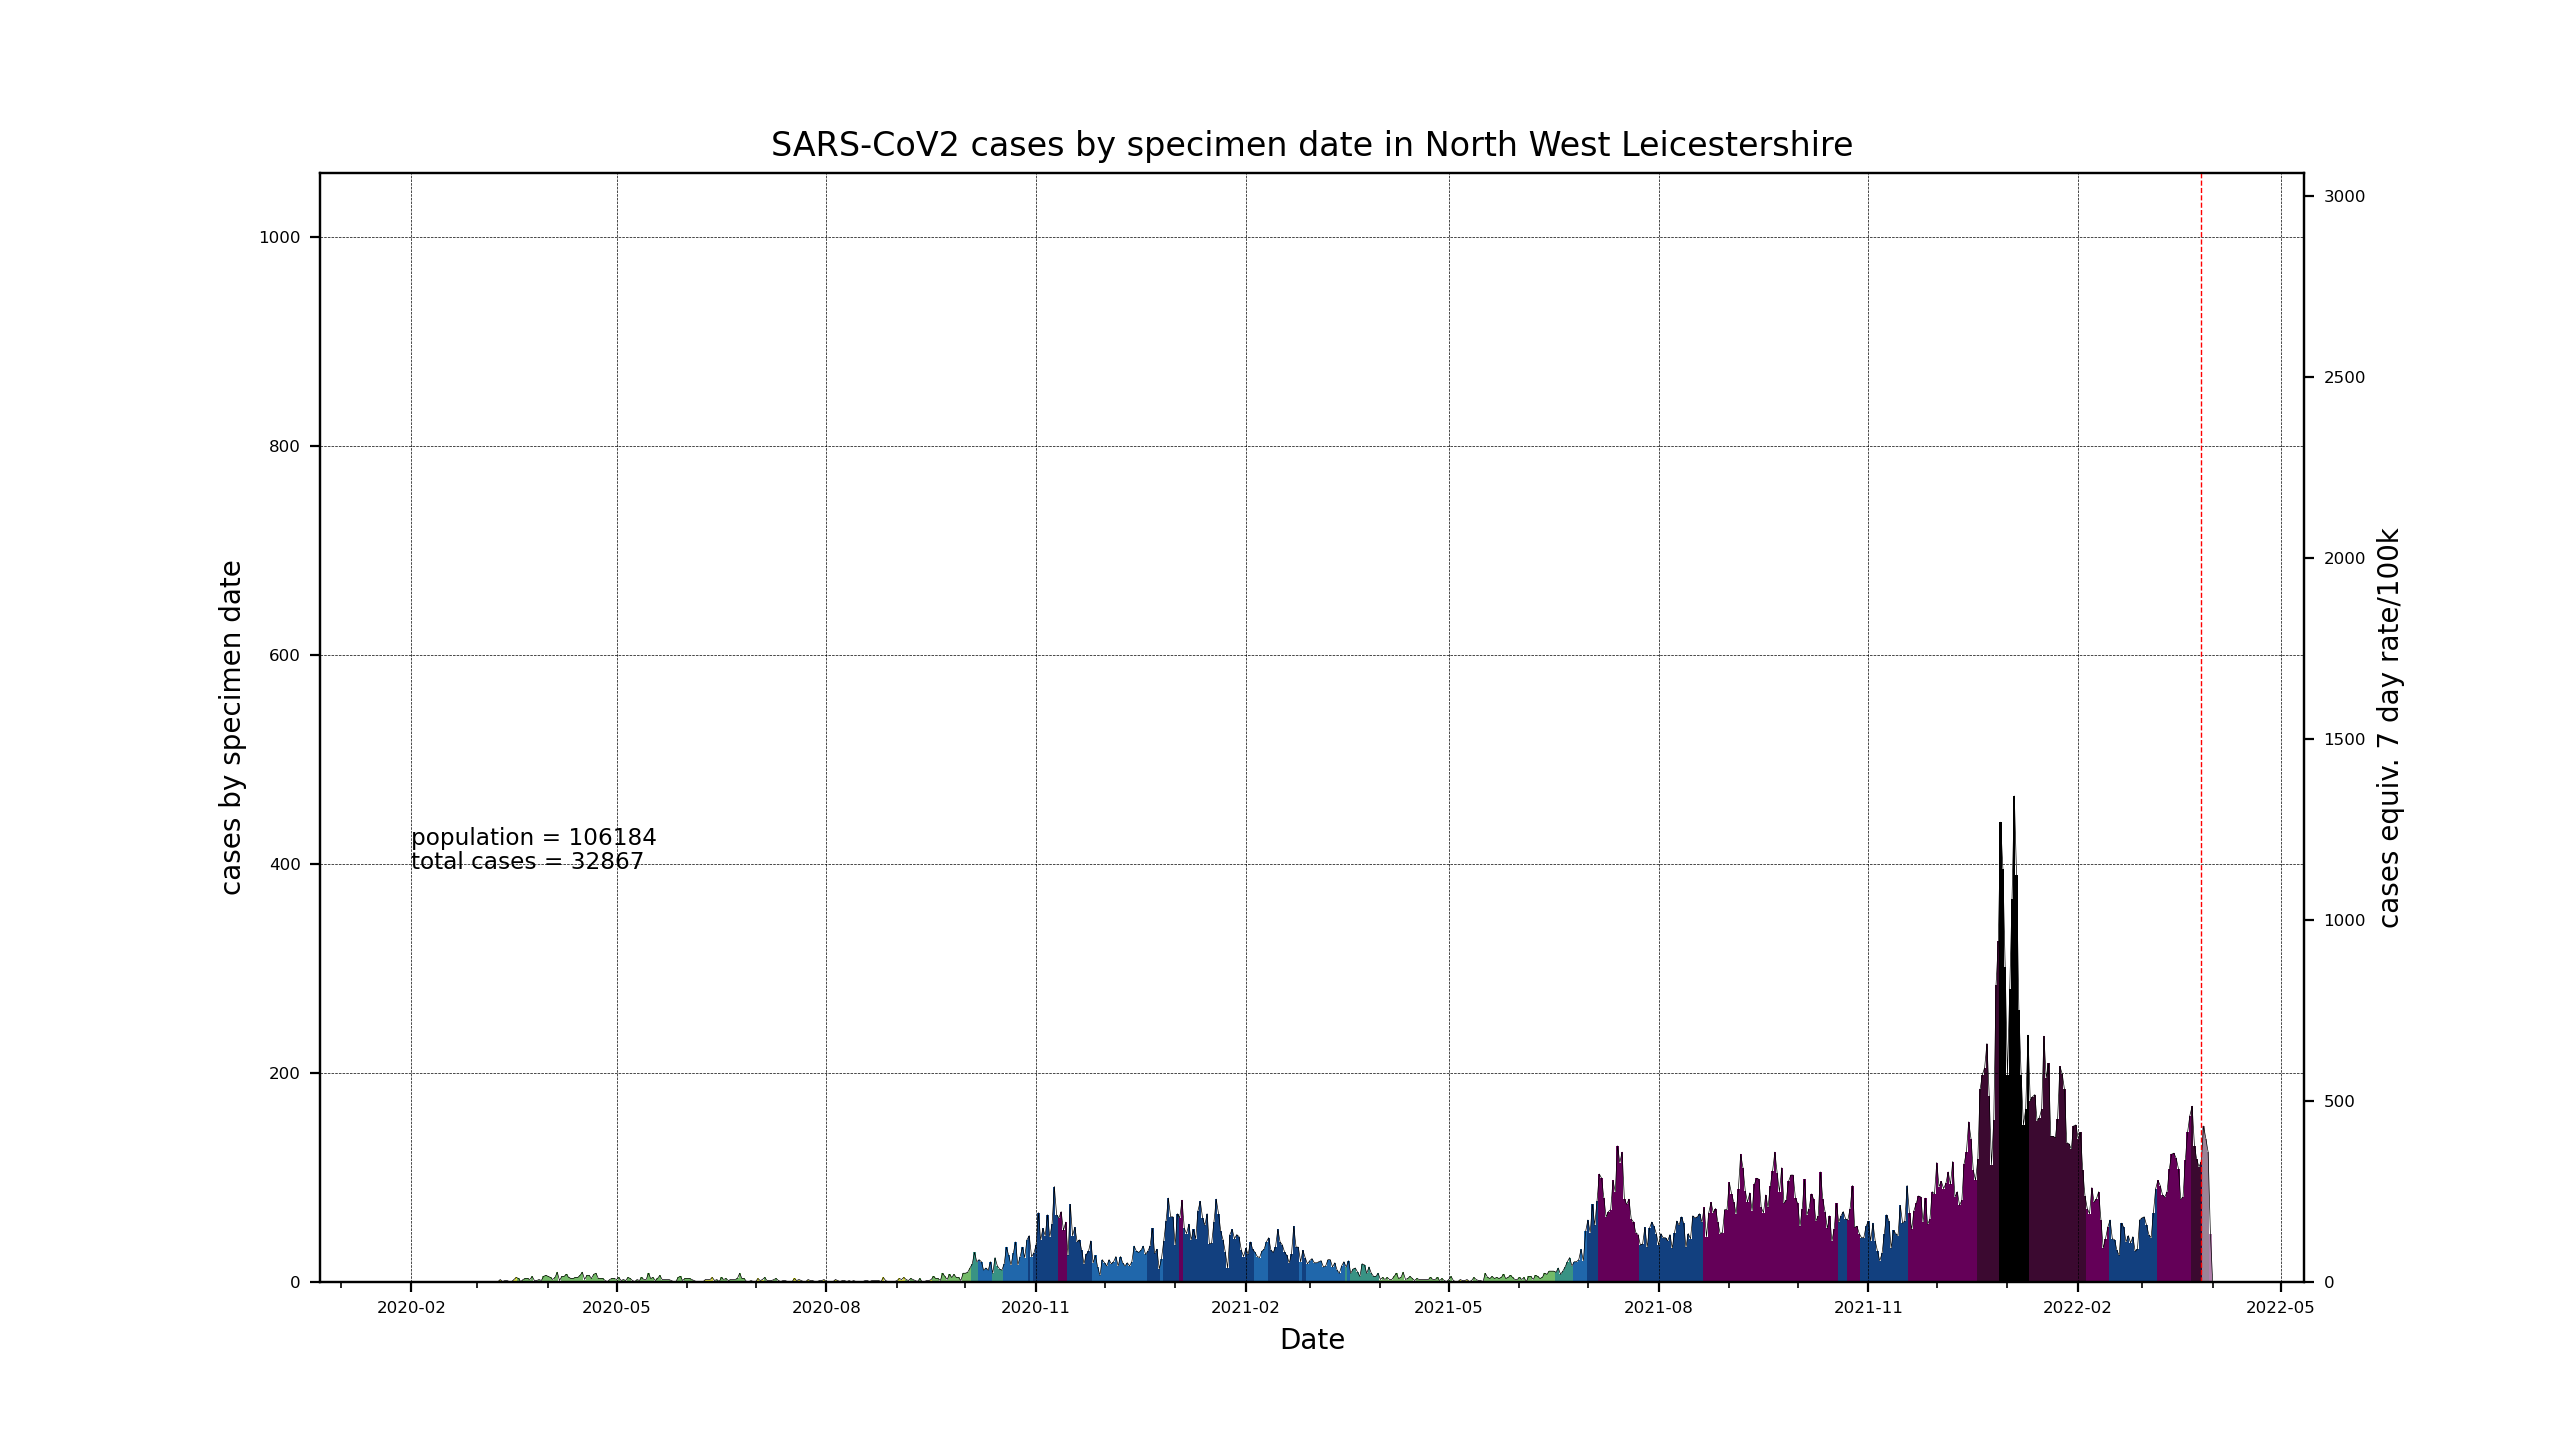 SARS-CoV2 cases by specimen date in North West Leicestershire
cases by specimen date
1000
800
600
400
200
0
population = 106184
total cases = 32867
3000
2500
2000
1500
1000
500
0
cases equiv. 7 day rate/100k
2020-02 2020-05 2020-08 2020-11 2021-02 2021-05 2021-08 2021-11 2022-02 2022-05
Date